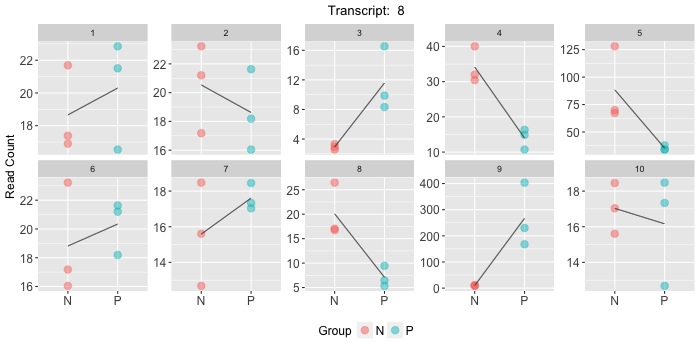 Transcript: 8
1 2 3 4 5
22 20 18
22 20 18 16
16 12 8 4
40 30 20 10
125 100 75 50
Read Count
6 7 8 9 10
22 20 18 16
18 16 14
25 20 15 10 5
400 300 200 100 0
18 16 14
N P N P N P N P N P
Group N P